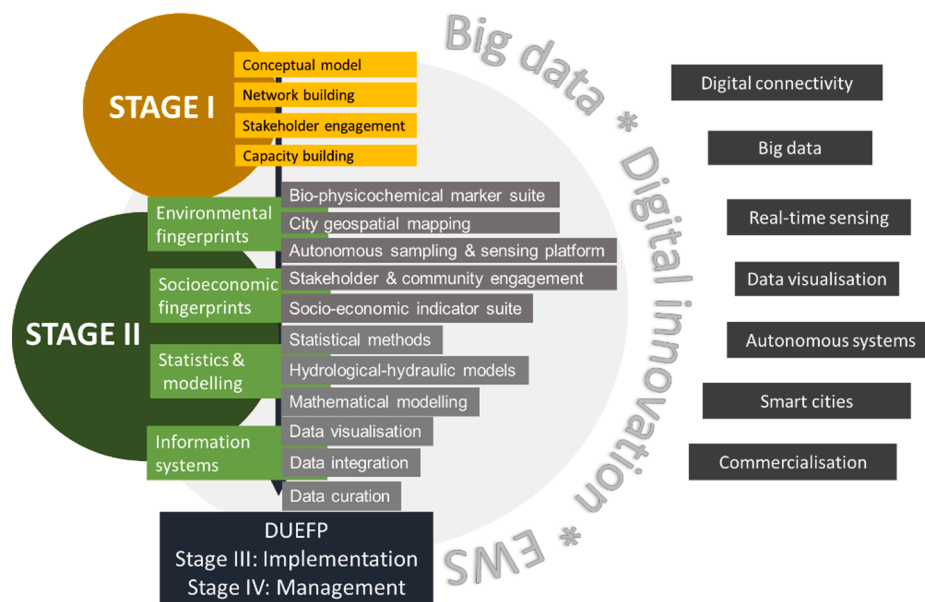 STAGE I
Conceptual model
Network building
Stakeholder engagement
Capacity building
STAGE II
Environmental
fingerprints
Bio-physicochemical marker suite
City geospatial mapping
Autonomous sampling & sensing platform
Socioeconomic
fingerprints
Stakeholder & community engagement
Socio-economic indicator suite
Statistics &
modelling
Statistical methods
Hydrological-hydraulic models
Mathematical modelling
Information
systems
Data visualisation
Data integration
Data curation
DUEFP
Stage III: Implementation
Stage IV: Management
Big data * Digital innovation * EWS
Digital connectivity
Big data
Real-time sensing
Data visualisation
Autonomous systems
Smart cities
Commercialisation